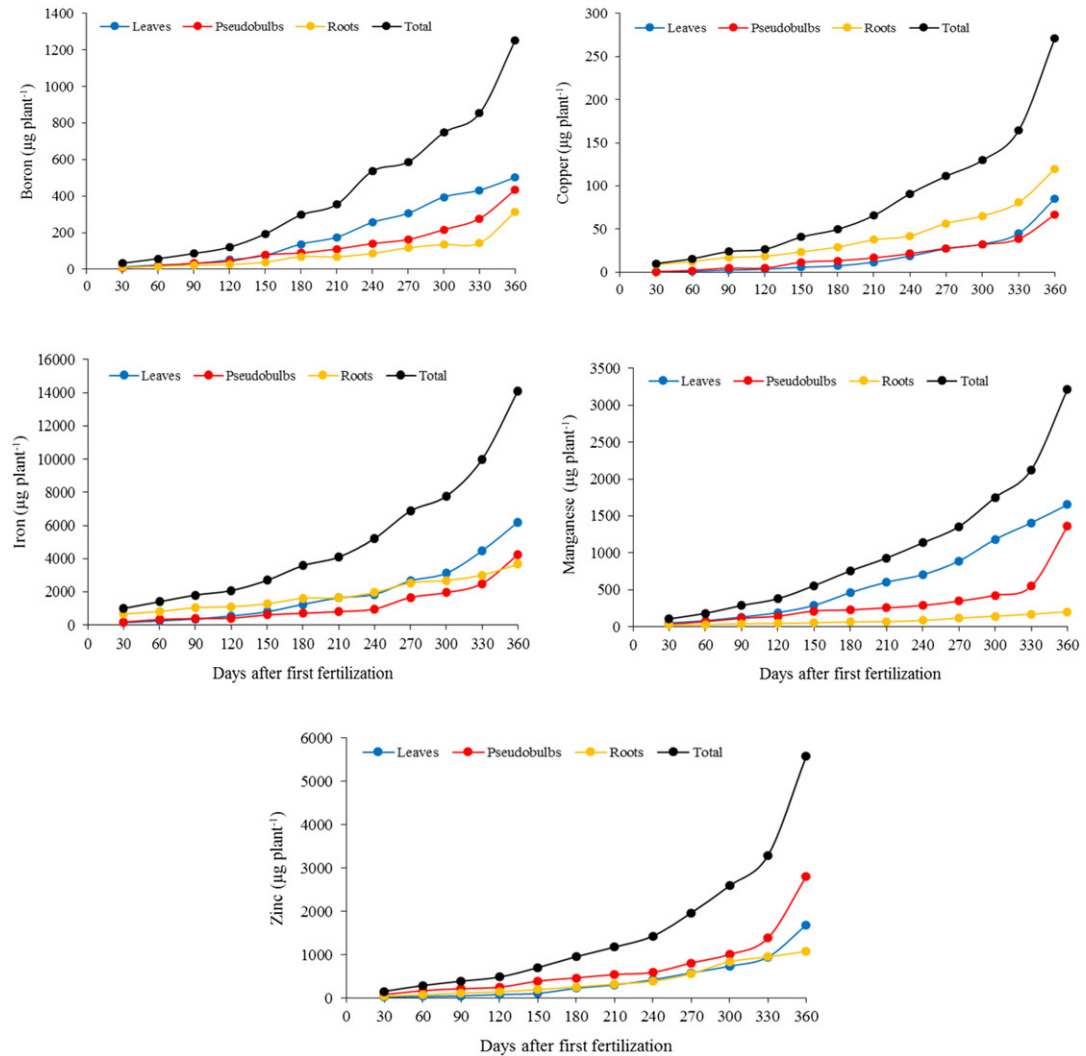 Leaves Pseudobulbs Roots Total
1400
1200
1000
800
600
400
200
0
Boron (µg plant-1)
0 30 60 90 120 150 180 210 240 270 300 330 360
Leaves Pseudobulbs Roots Total
300
250
200
150
100
50
0
Copper (µg plant-1)
0 30 60 90 120 150 180 210 240 270 300 330 360
Leaves Pseudobulbs Roots Total
16000
14000
12000
10000
8000
6000
4000
2000
0
Iron (µg plant-1)
0 30 60 90 120 150 180 210 240 270 300 330 360
Days after first fertilization
Leaves Pseudobulbs Roots Total
3500
3000
2500
2000
1500
1000
500
0
Manganese (µg plant-1)
0 30 60 90 120 150 180 210 240 270 300 330 360
Days after first fertilization
Leaves Pseudobulbs Roots Total
6000
5000
4000
3000
2000
1000
0
Zinc (µg plant-1)
0 30 60 90 120 150 180 210 240 270 300 330 360
Days after first fertilization